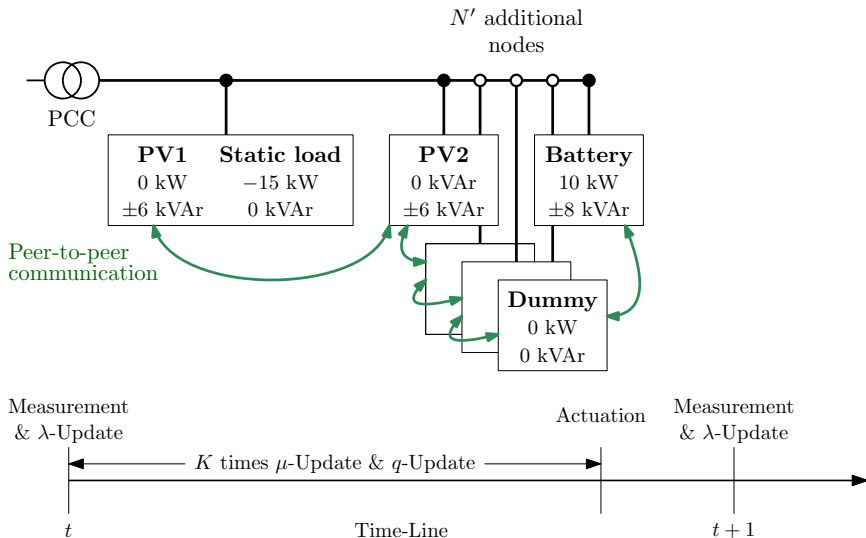 N′ additional
nodes
PCC
PV1 Static load
0 kW −15 kW
±6 kVAr 0 kVAr
PV2
0 kVAr
±6 kVAr
Battery
10 kW
±8 kVAr
Peer-to-peer
communication
Dummy
0 kW
0 kVAr
Measurement
& λ-Update
Actuation
Measurement
& λ-Update
K times μ-Update & q-Update
t
Time-Line
t + 1